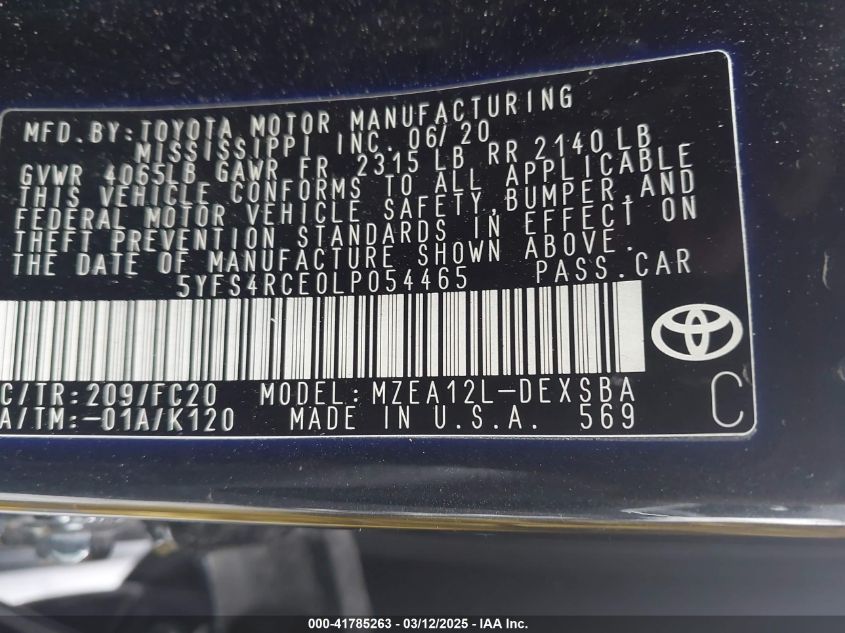 MFD.BY:TOYOTA MOTOR MANUFACTURING
MISSISSIPPI INC. 06/20
GVWR 4065LB GAWR FR 2315 LB RR 2140 LB
THIS VEHICLE CONFORMS TO ALL APPLICABLE
FEDERAL MOTOR VEHICLE SAFETY,BUMPER,AND
THEFT PREVENTION STANDARDS IN EFFECT ON
THE DATE OF MANUFACTURE SHOWN ABOVE.
5YFS4RCE0LP054465 PASS.CAR
C/TR:209/FC20 MODEL:MZEA12L-DEXSBA
A/TM:-01A/K120 MADE IN U.S.A. 569
C
000-41785263 - 03/12/2025 - IAA Inc.